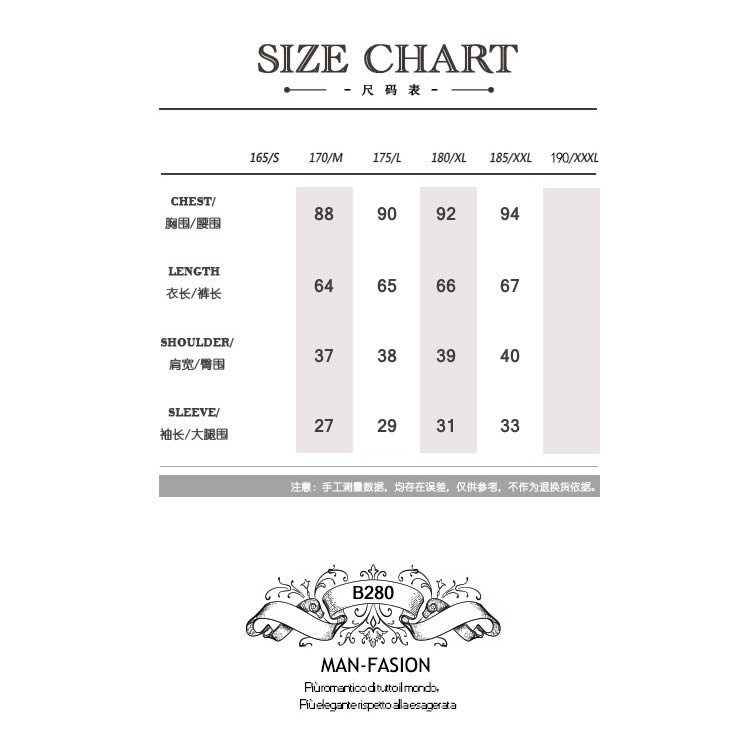 SIZE CHART
- 尺 码 表 -
165/S 170/M 175/L 180/XL 185/XXL 190/XXXL
CHEST/
胸围/腰围
88 90 92 94
LENGTH
衣长/裤长
64 65 66 67
SHOULDER/
肩宽/臀围
37 38 39 40
SLEEVE/
袖长/大腿围
27 29 31 33
注意：手工测量数据，均存在误差，仅供参考，不作为退换货依据。
B280
MAN-FASION
Più romantico di tutto il mondo,
Più elegante rispetto alla esagerata